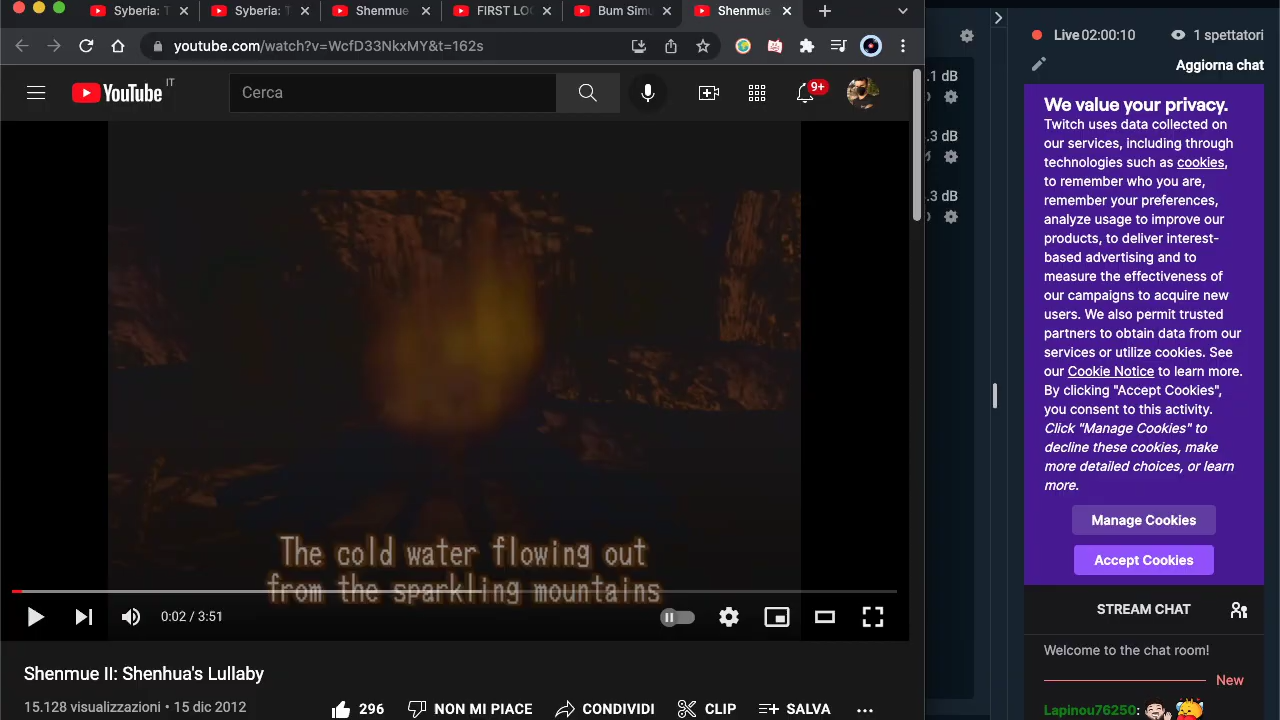 Syberia: T
Syberia: T
Shenmue
FIRST LO
Bum Simu
Shenmue
youtube.com/watch?v=WcfD33NkxMY&t=162s
YouTube IT
Cerca
9+
The cold water flowing out
from the sparkling mountains
0:02 / 3:51
Shenmue II: Shenhua's Lullaby
15.128 visualizzazioni • 15 dic 2012
296
NON MI PIACE
CONDIVIDI
CLIP
SALVA
.1 dB
.3 dB
.3 dB
Live 02:00:10
1 spettatori
Aggiorna chat
We value your privacy.
Twitch uses data collected on
our services, including through
technologies such as cookies,
to remember who you are,
remember your preferences,
analyze usage to improve our
products, to deliver interest-
based advertising and to
measure the effectiveness of
our campaigns to acquire new
users. We also permit trusted
partners to obtain data from our
services or utilize cookies. See
our Cookie Notice to learn more.
By clicking "Accept Cookies",
you consent to this activity.
Click "Manage Cookies" to
decline these cookies, make
more detailed choices, or learn
more.
Manage Cookies
Accept Cookies
STREAM CHAT
Welcome to the chat room!
New
Lapinou76250: